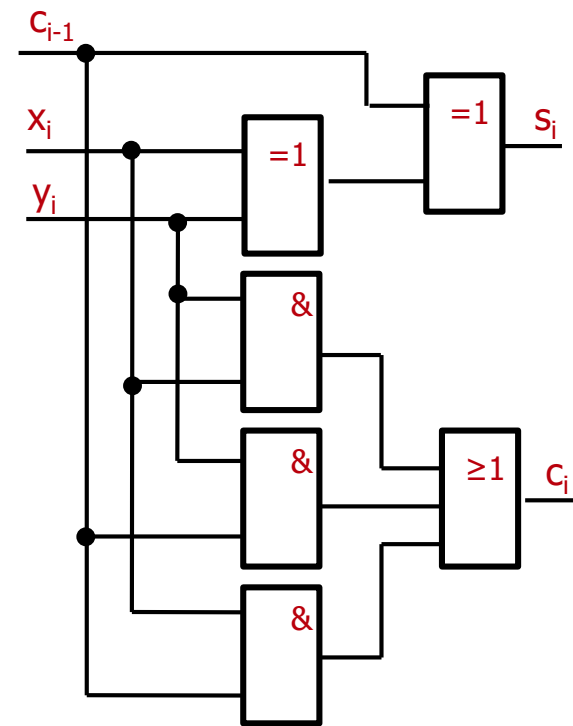 c_{i-1}
x_i
=1
=1
s_i
y_i
&
&
≥1
c_i
&